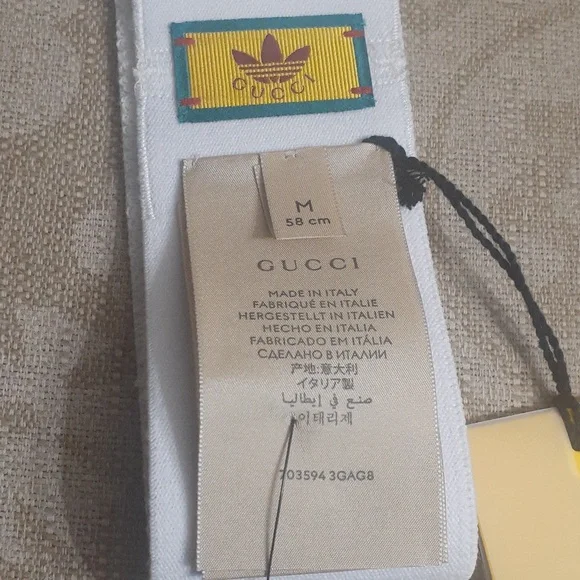 GUCCI
M
58 cm
GUCCI
MADE IN ITALY
FABRIQUÉ EN ITALIE
HERGESTELLT IN ITALIEN
HECHO EN ITALIA
FABRICADO EM ITÁLIA
СДЕЛАНО В ИТАЛИИ
产地:意大利
イタリア製
صنع في إيطاليا
이태리제
703594 3GAG8